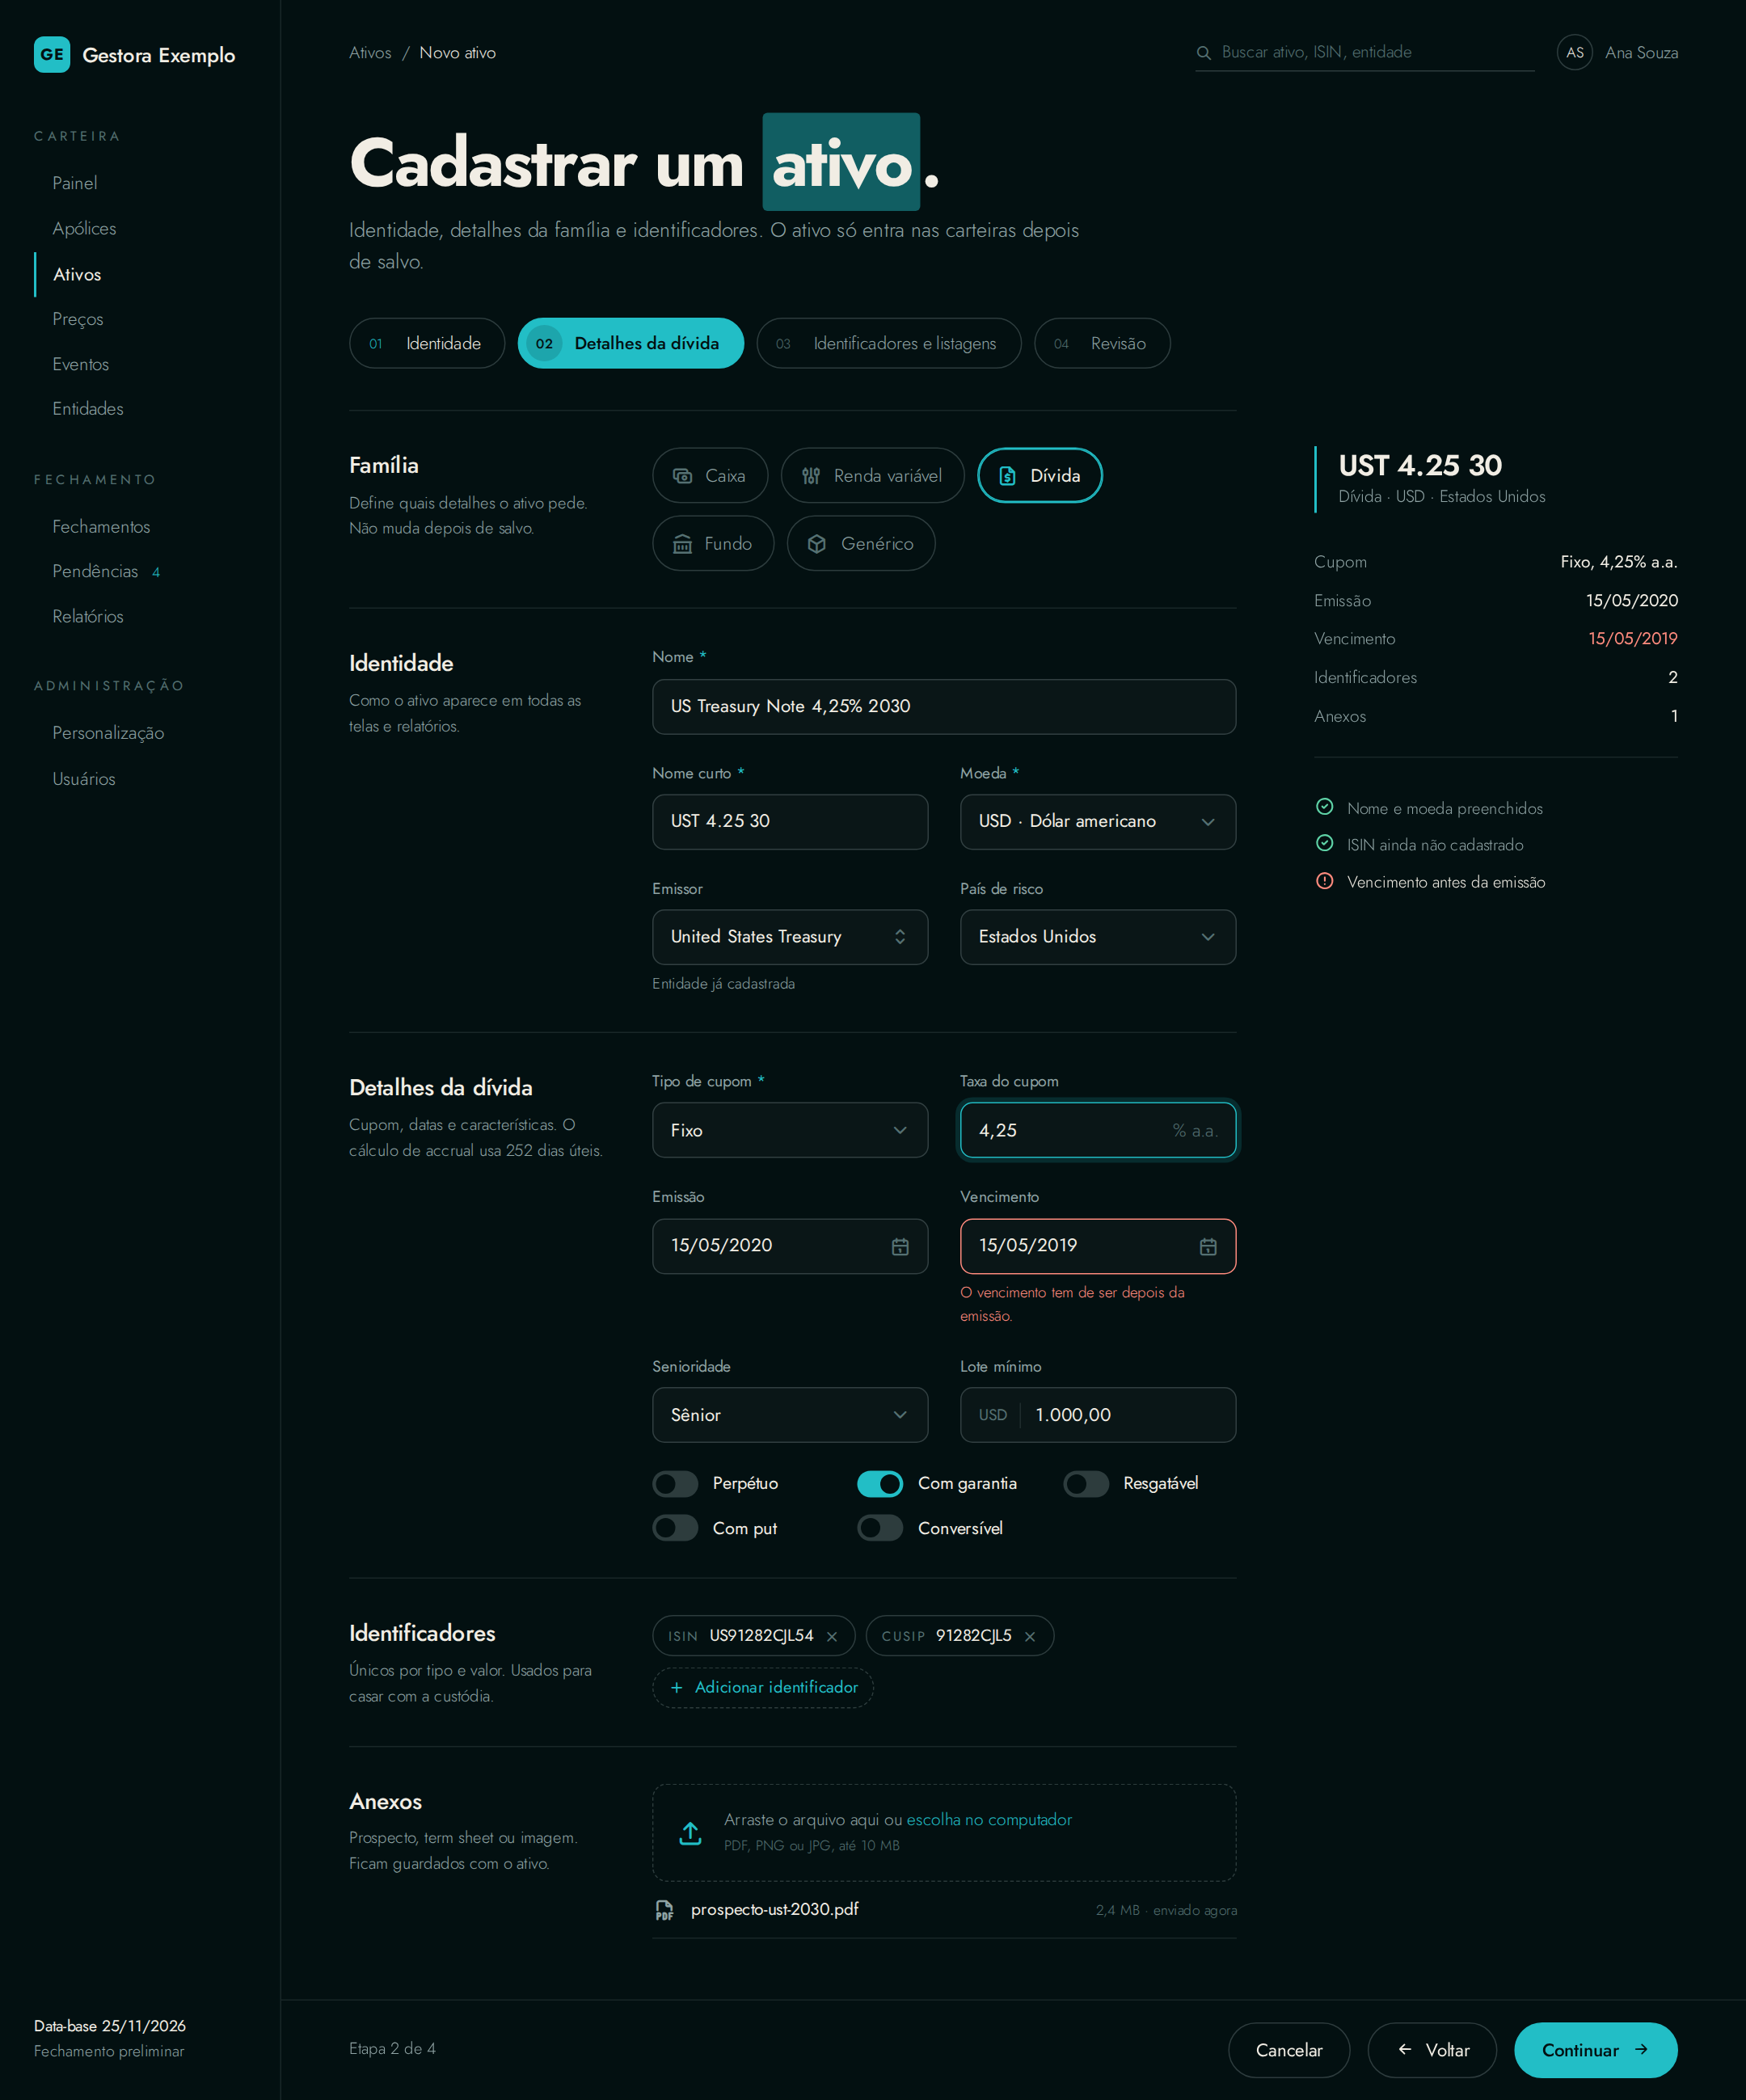 GE Gestora Exemplo
CARTEIRA
Painel
Apólices
Ativos
Preços
Eventos
Entidades
FECHAMENTO
Fechamentos
Pendências 4
Relatórios
ADMINISTRAÇÃO
Personalização
Usuários
Data-base 25/11/2026
Fechamento preliminar
Ativos / Novo ativo
Buscar ativo, ISIN, entidade
AS Ana Souza
Cadastrar um ativo.
Identidade, detalhes da família e identificadores. O ativo só entra nas carteiras depois
de salvo.
01 Identidade
02 Detalhes da dívida
03 Identificadores e listagens
04 Revisão
Família
Define quais detalhes o ativo pede.
Não muda depois de salvo.
Caixa
Renda variável
Dívida
Fundo
Genérico
Identidade
Como o ativo aparece em todas as
telas e relatórios.
Nome *
US Treasury Note 4,25% 2030
Nome curto *
UST 4.25 30
Moeda *
USD · Dólar americano
Emissor
United States Treasury
Entidade já cadastrada
País de risco
Estados Unidos
Detalhes da dívida
Cupom, datas e características. O
cálculo de accrual usa 252 dias úteis.
Tipo de cupom *
Fixo
Taxa do cupom
4,25 % a.a.
Emissão
15/05/2020
Vencimento
15/05/2019
O vencimento tem de ser depois da
emissão.
Senioridade
Sênior
Lote mínimo
USD 1.000,00
Perpétuo
Com garantia
Resgatável
Com put
Conversível
Identificadores
Únicos por tipo e valor. Usados para
casar com a custódia.
ISIN US91282CJL54
CUSIP 91282CJL5
Adicionar identificador
Anexos
Prospecto, term sheet ou imagem.
Ficam guardados com o ativo.
Arraste o arquivo aqui ou escolha no computador
PDF, PNG ou JPG, até 10 MB
PDF prospecto-ust-2030.pdf
2,4 MB · enviado agora
UST 4.25 30
Dívida · USD · Estados Unidos
Cupom Fixo, 4,25% a.a.
Emissão 15/05/2020
Vencimento 15/05/2019
Identificadores 2
Anexos 1
Nome e moeda preenchidos
ISIN ainda não cadastrado
Vencimento antes da emissão
Etapa 2 de 4
Cancelar
Voltar
Continuar